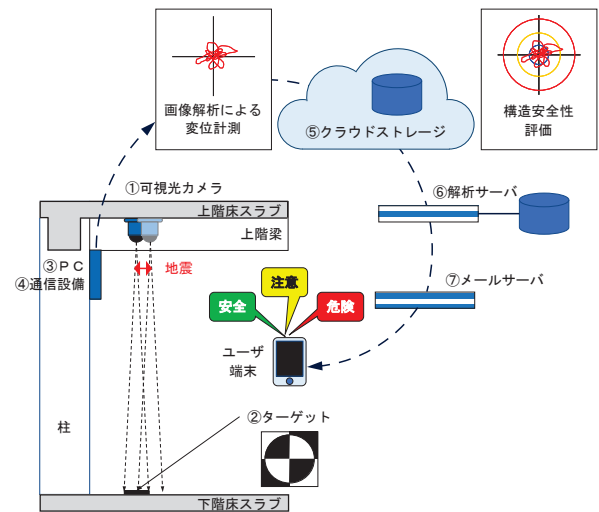 画像解析による
変位計測
⑤クラウドストレージ
構造安全性
評価
①可視光カメラ
上階床スラブ
上階梁
③ＰＣ
④通信設備
地震
⑥解析サーバ
⑦メールサーバ
注意
安全
危険
ユーザ
端末
柱
②ターゲット
下階床スラブ